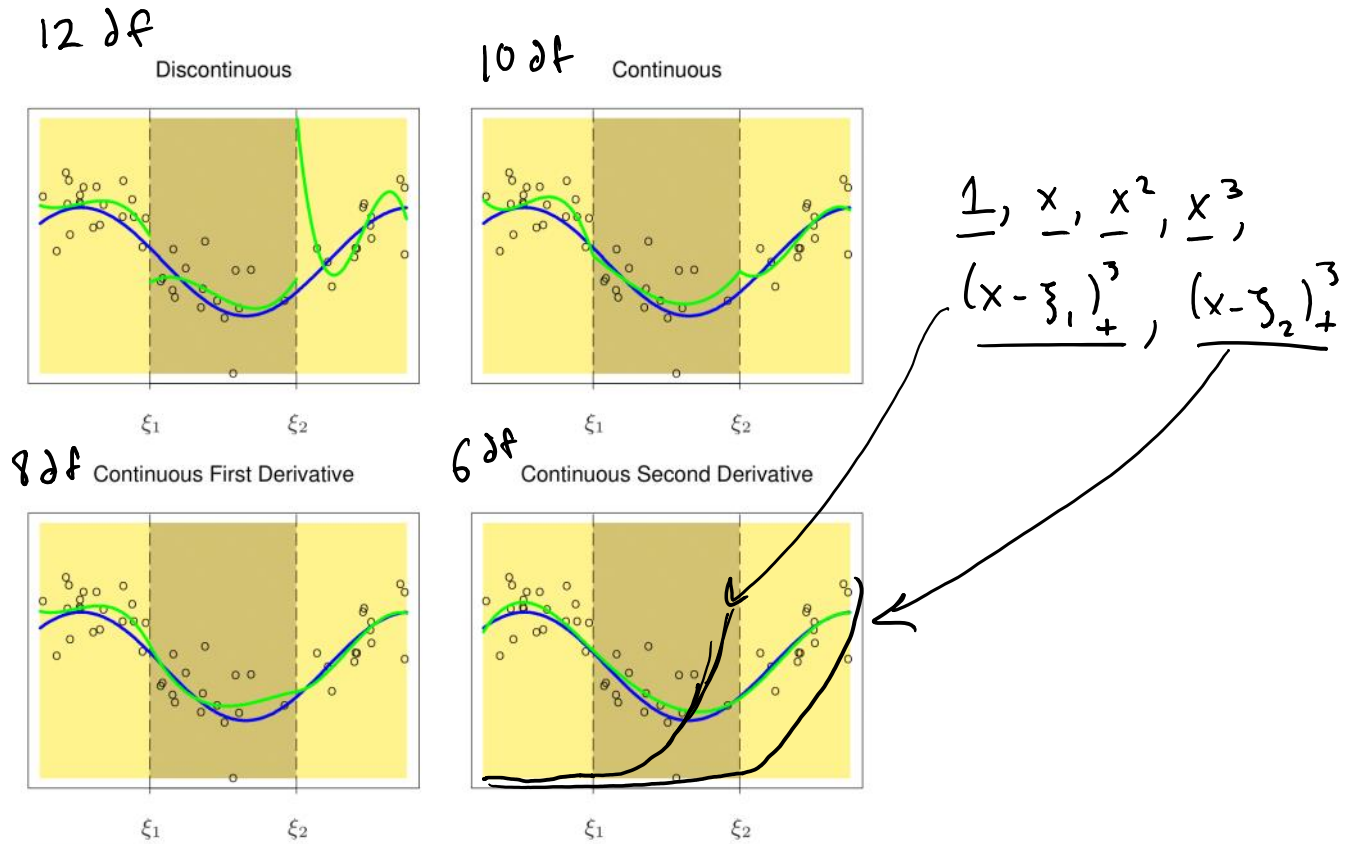 12 df
Discontinuous
10 df
Continuous
ξ₁ ξ₂
ξ₁ ξ₂
1, x, x², x³,
(x-ξ₁)³₊, (x-ξ₂)³₊
8 df
Continuous First Derivative
6 df
Continuous Second Derivative
ξ₁ ξ₂
ξ₁ ξ₂